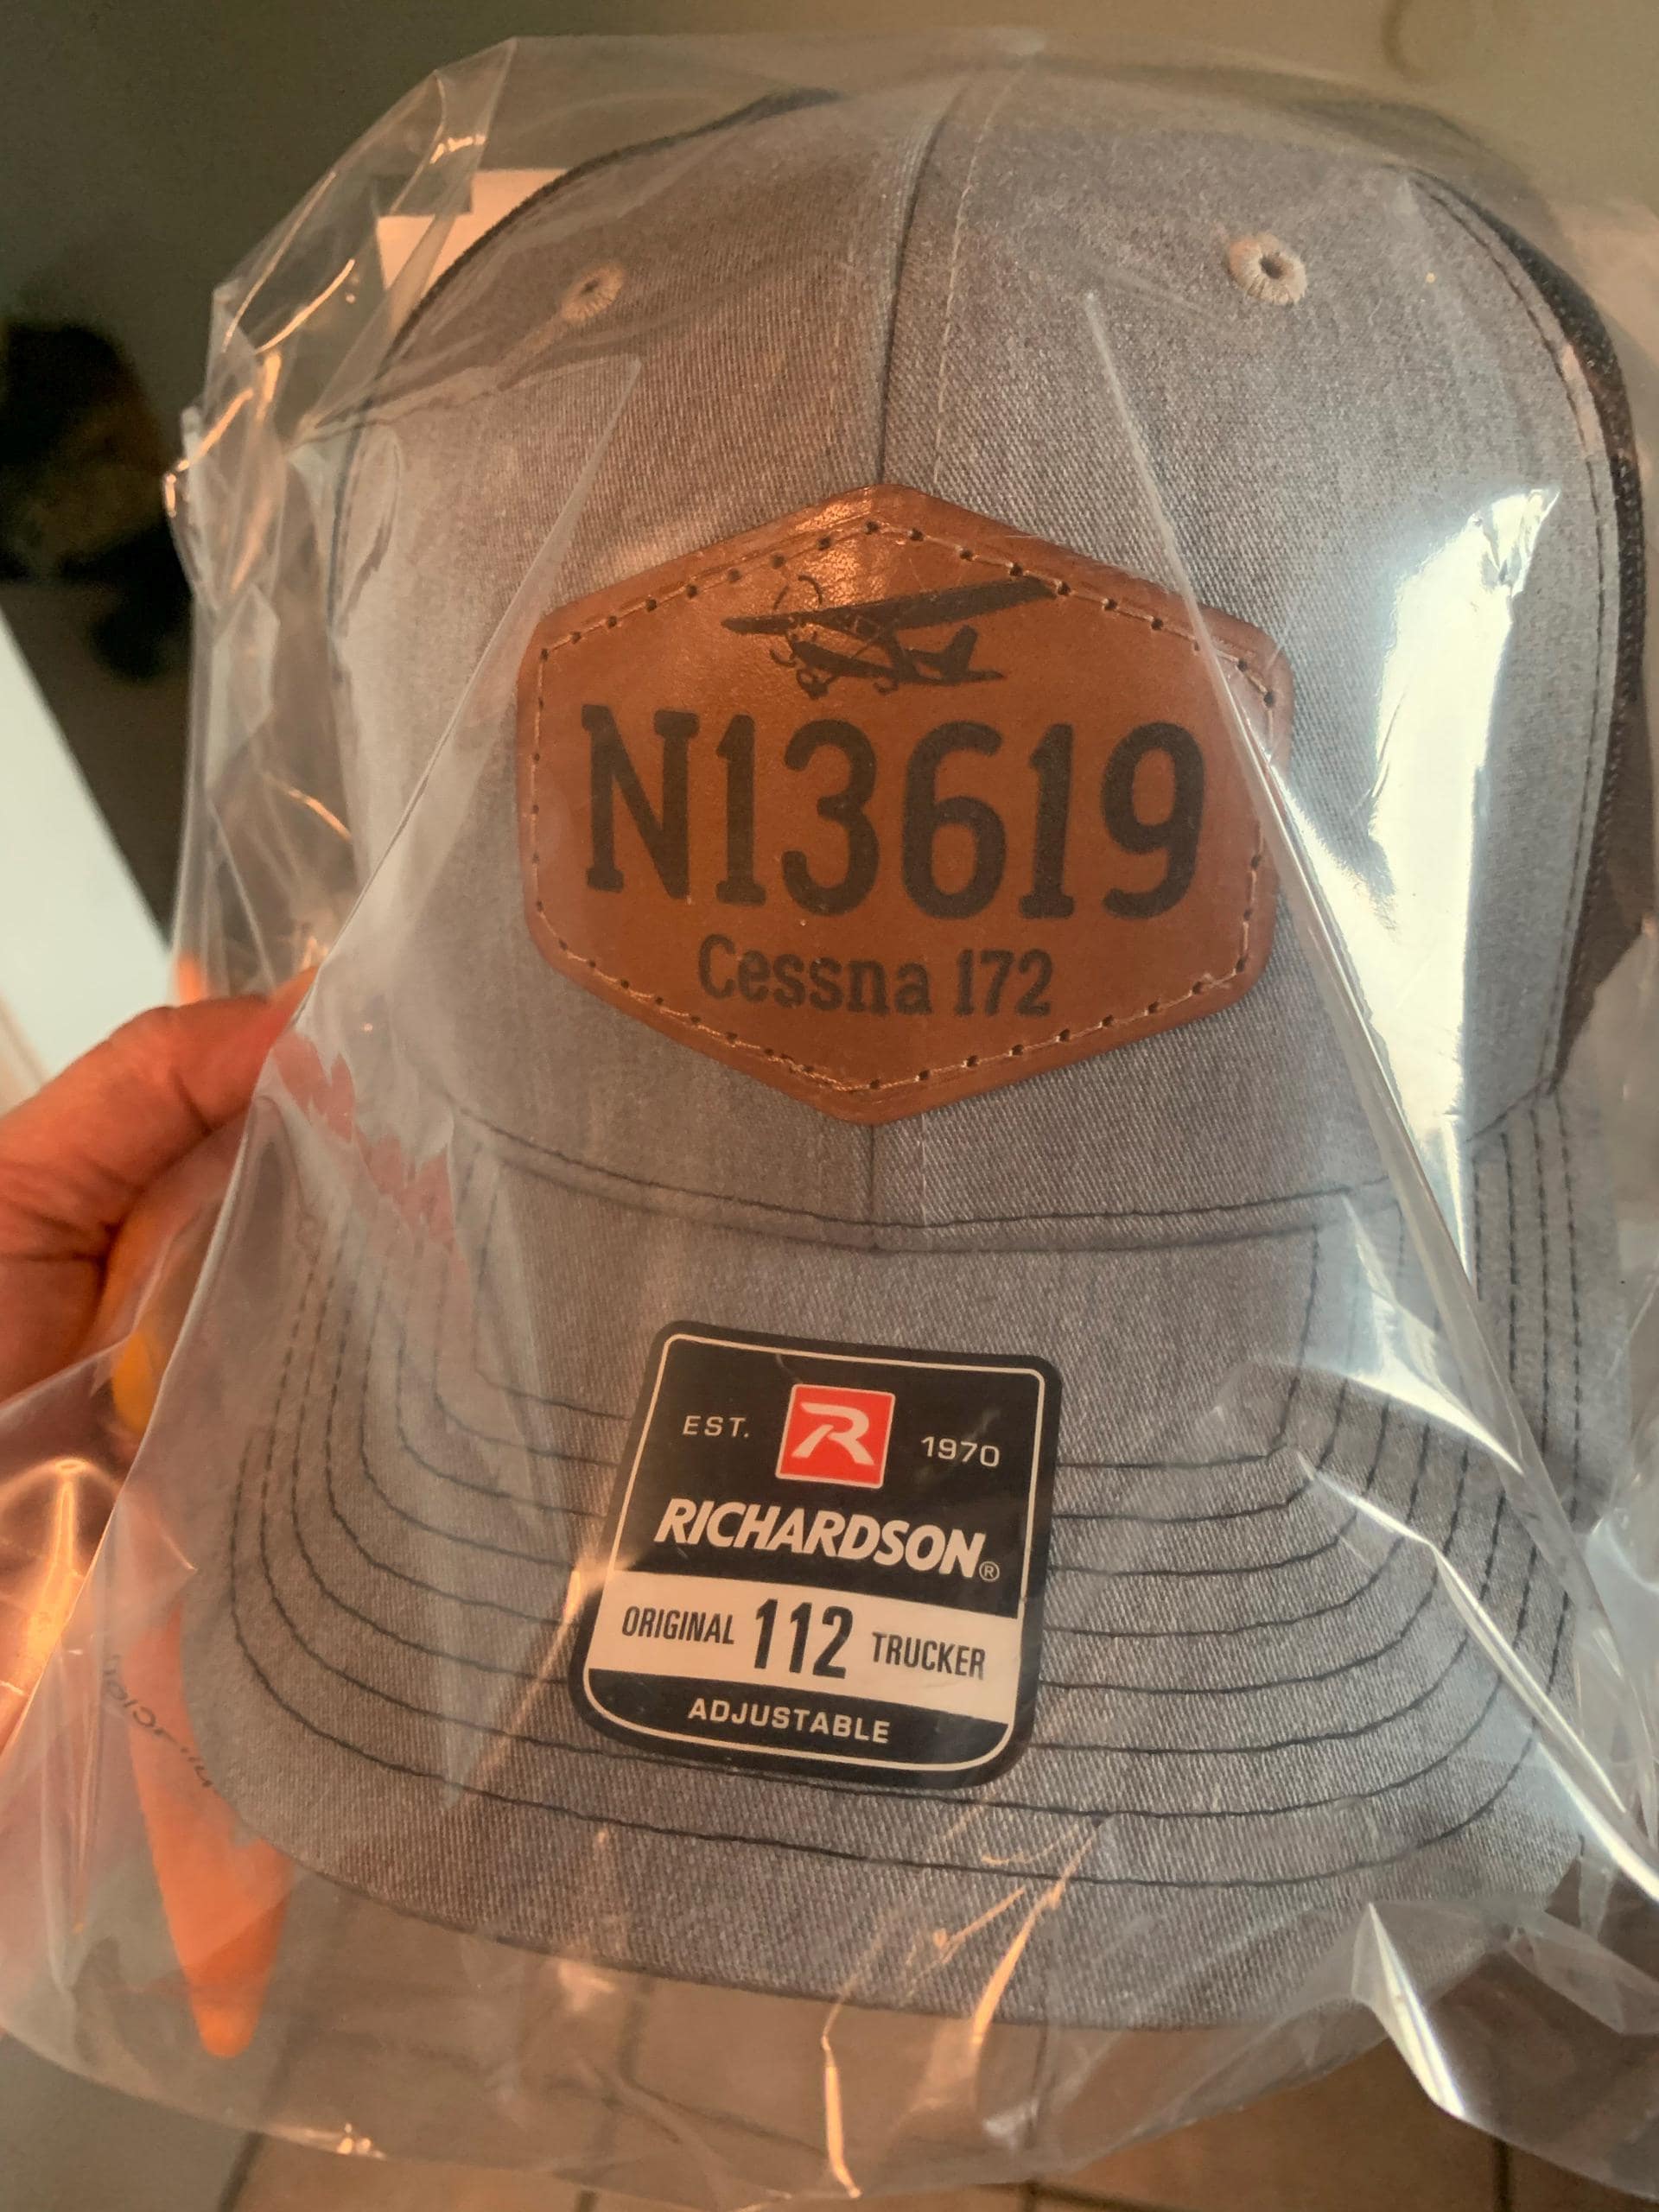 N13619
Cessna 172
EST. R 1970
RICHARDSON®
ORIGINAL 112 TRUCKER
ADJUSTABLE